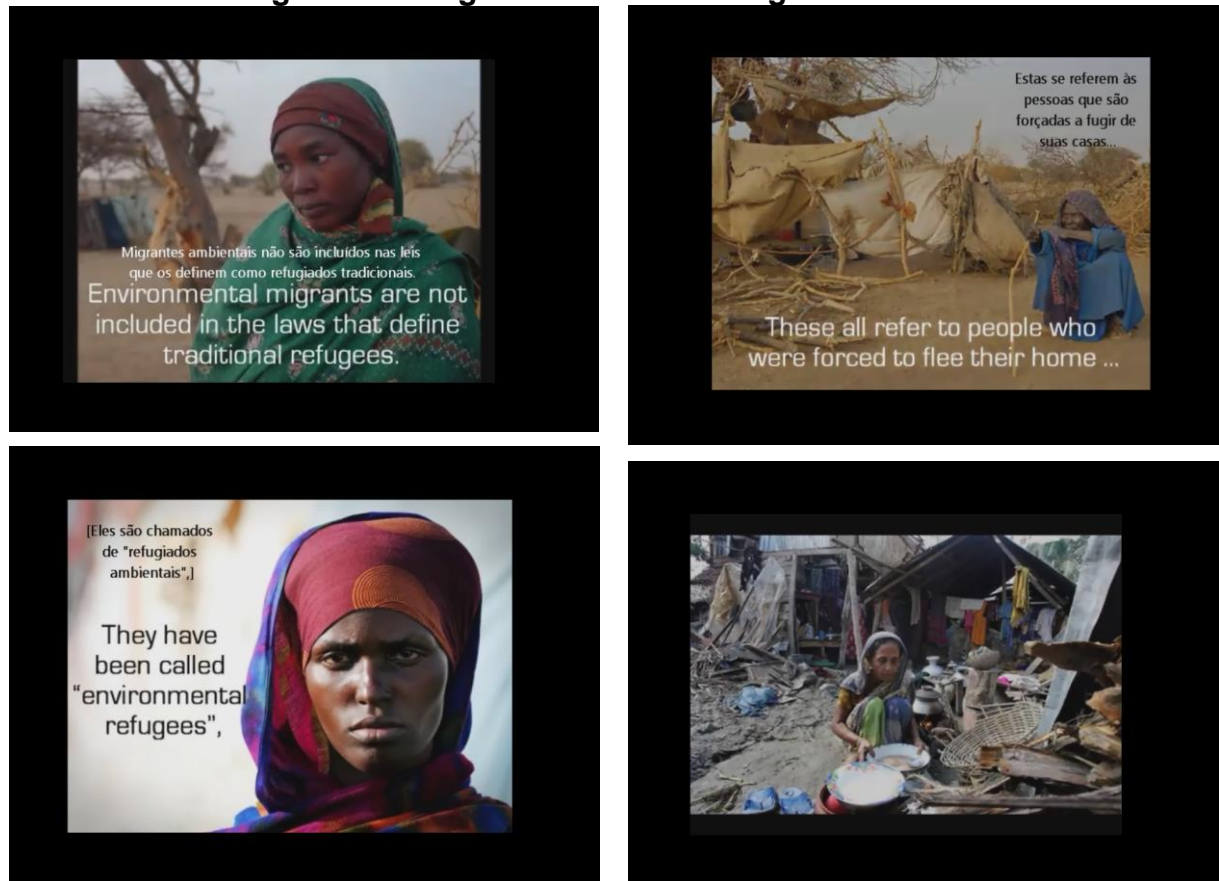 Migrantes ambientais não são incluídos nas leis
que os definem como refugiados tradicionais.
Environmental migrants are not
included in the laws that define
traditional refugees.
Estas se referem às
pessoas que são
forçadas a fugir de
suas casas...
These all refer to people who
were forced to flee their home ...
[Eles são chamados
de "refugiados
ambientais",]
They have
been called
“environmental
refugees”,